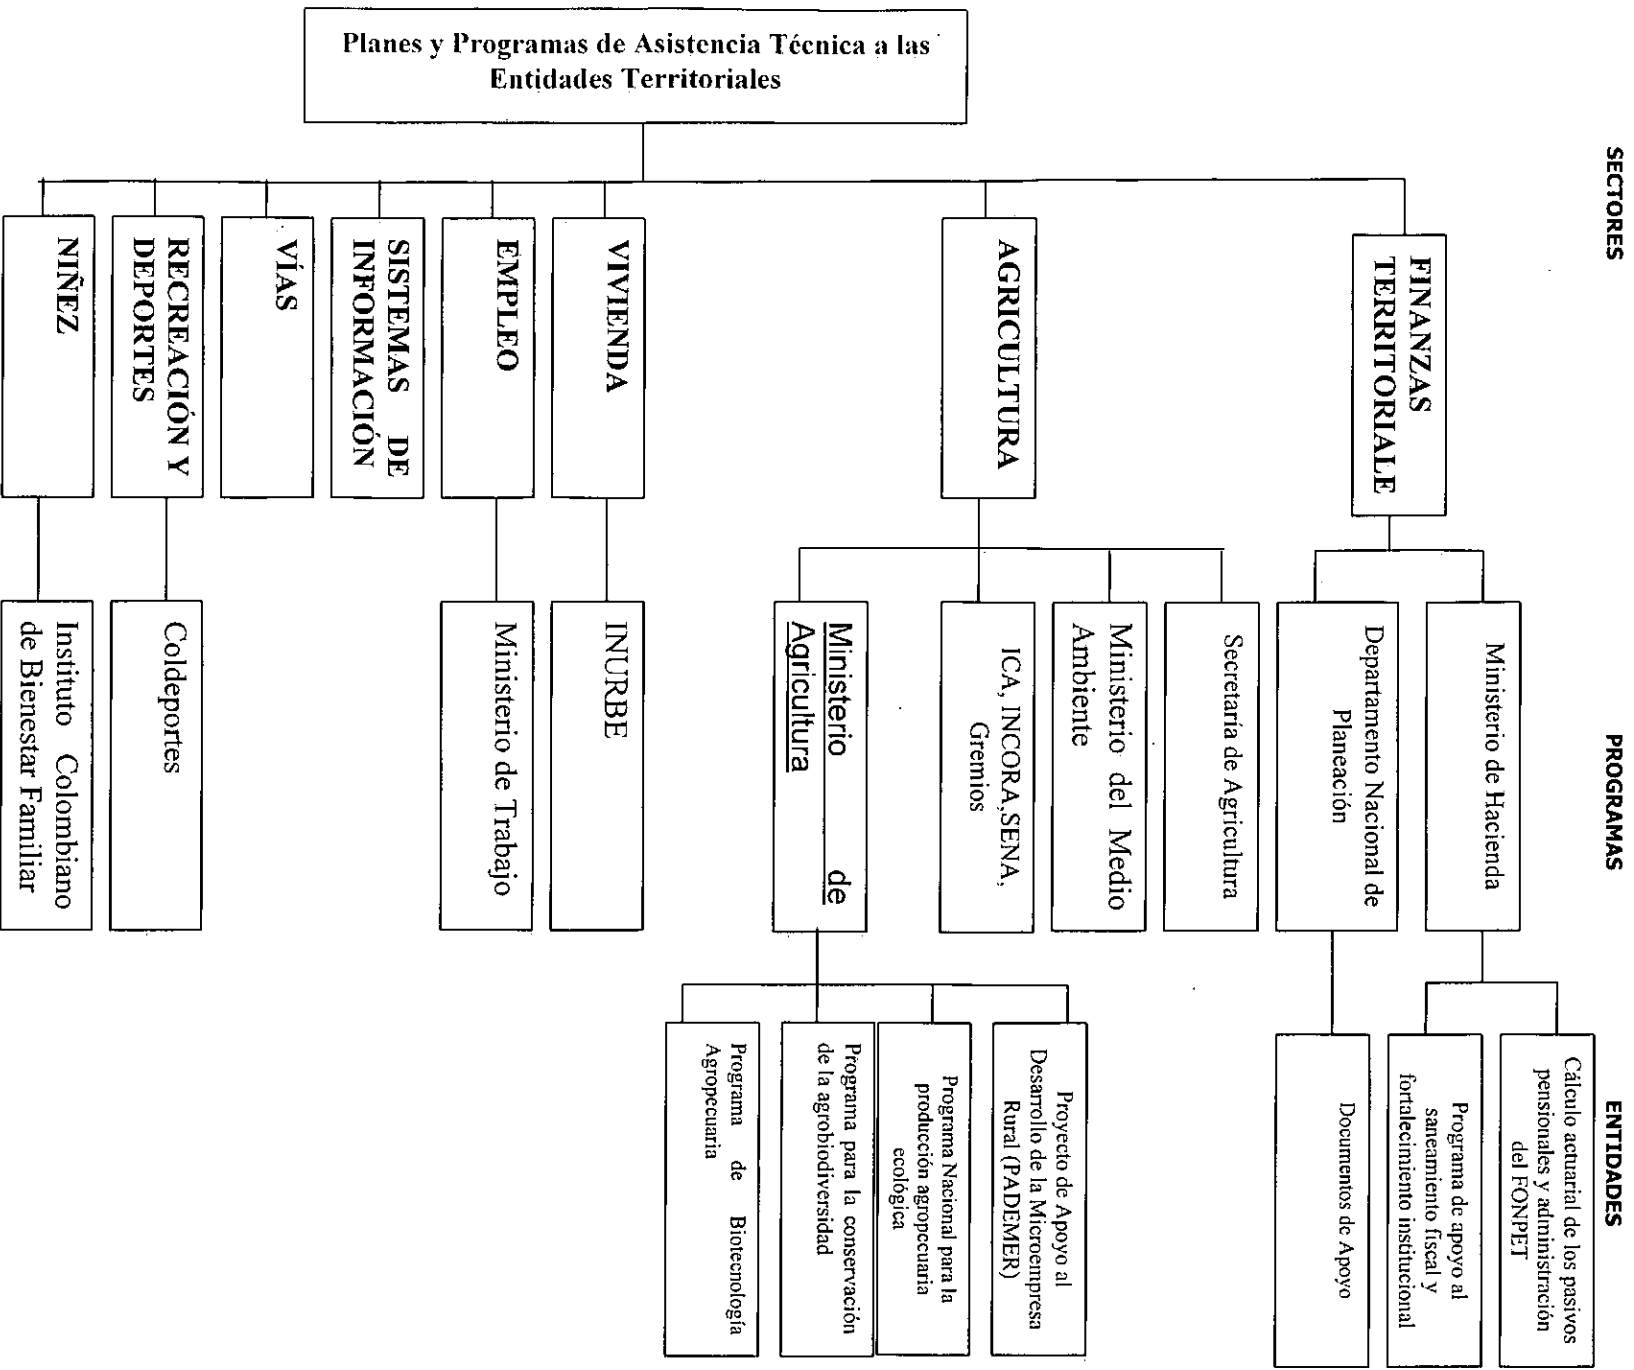 Planes y Programas de Asistencia Técnica a las
Entidades Territoriales
SECTORES
FINANZAS
TERRITORIALE
AGRICULTURA
VIVIENDA
EMPLEO
SISTEMAS DE
INFORMACIÓN
VÍAS
RECREACIÓN Y
DEPORTES
NIÑEZ
PROGRAMAS
Ministerio de Hacienda
Departamento Nacional de
Planeación
Secretaría de Agricultura
Ministerio del Medio
Ambiente
ICA, INCORA,SENA,
Gremios
Ministerio de
Agricultura
INURBE
Ministerio de Trabajo
Coldeportes
Instituto Colombiano
de Bienestar Familiar
ENTIDADES
Cálculo actuarial de los pasivos
pensionales y administración
del FONPET
Programa de apoyo al
saneamiento fiscal y
fortalecimiento institucional
Documentos de Apoyo
Proyecto de Apoyo al
Desarrollo de la Microempresa
Rural (PADEMER)
Programa Nacional para la
producción agropecuaria
ecológica
Programa para la conservación
de la agrobiodiversidad
Programa de Biotecnología
Agropecuaria